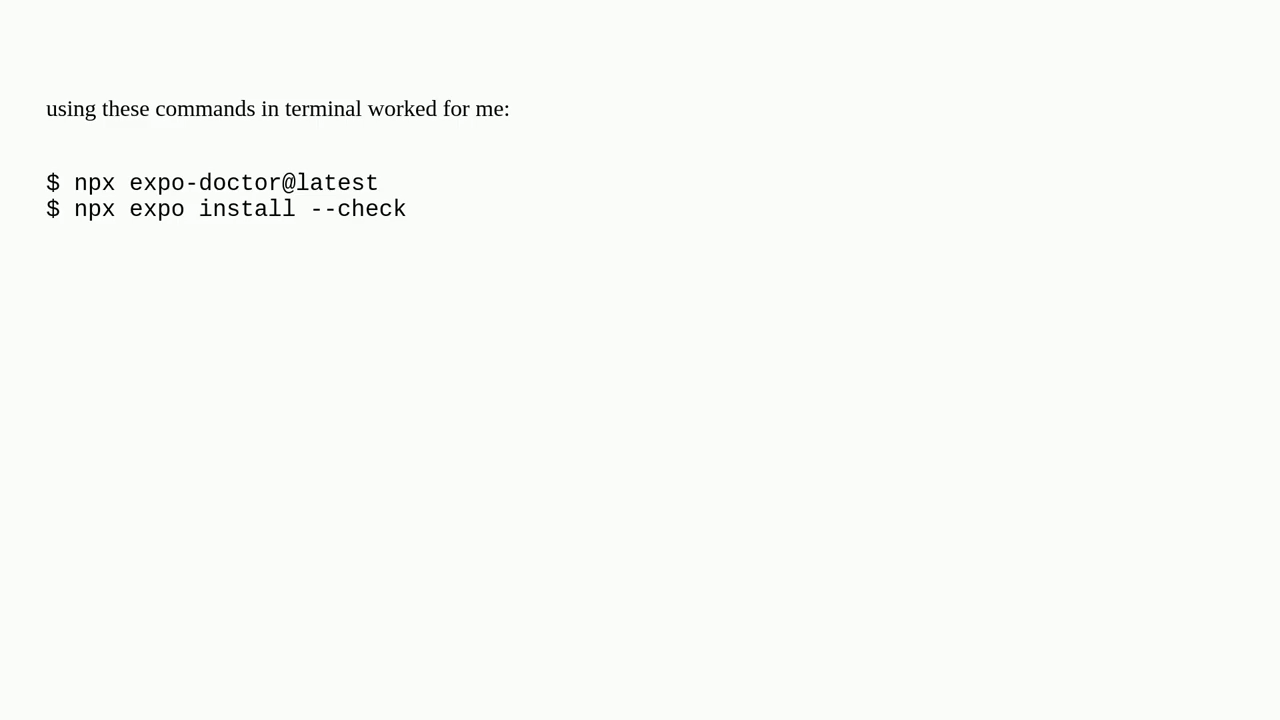 using these commands in terminal worked for me:
$ npx expo-doctor@latest
$ npx expo install --check